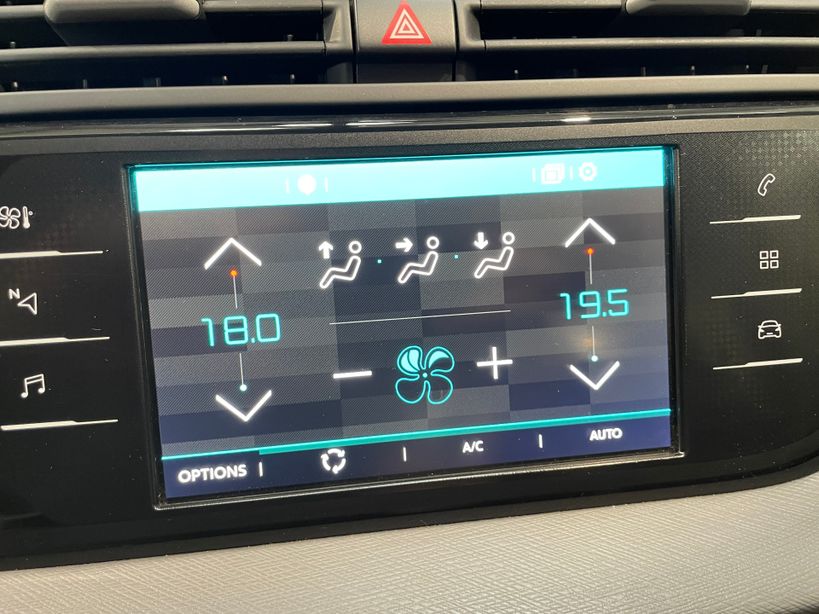 N
18.0
19.5
OPTIONS
A/C
AUTO